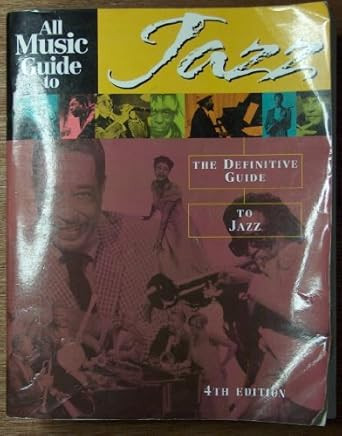 All
Music
Guide
to
Jazz
THE DEFINITIVE
GUIDE
TO
JAZZ
4TH EDITION